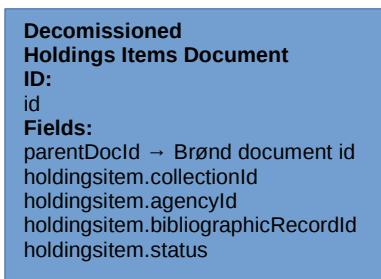 Decomissioned
Holdings Items Document
ID:
id
Fields:
parentDocId → Brønd document id
holdingsitem.collectionId
holdingsitem.agencyId
holdingsitem.bibliographicRecordId
holdingsitem.status